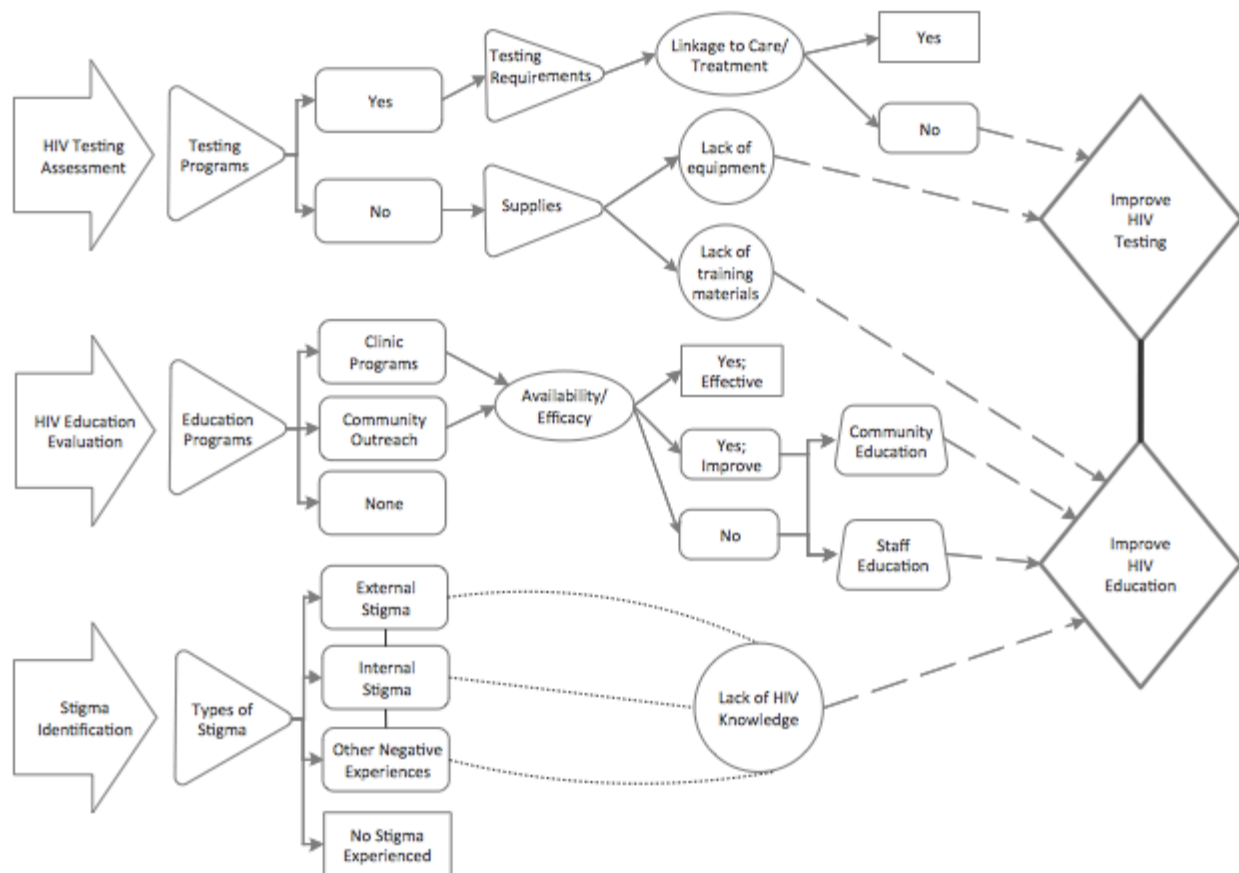 HIV Testing
Assessment
Testing
Programs
Yes
No
Testing
Requirements
Supplies
Linkage to Care/
Treatment
Yes
No
Lack of
equipment
Lack of
training
materials
Improve
HIV
Testing
HIV Education
Evaluation
Education
Programs
Clinic
Programs
Community
Outreach
None
Availability/
Efficacy
Yes;
Effective
Yes;
Improve
No
Community
Education
Staff
Education
Improve
HIV
Education
Stigma
Identification
Types of
Stigma
External
Stigma
Internal
Stigma
Other Negative
Experiences
No Stigma
Experienced
Lack of HIV
Knowledge